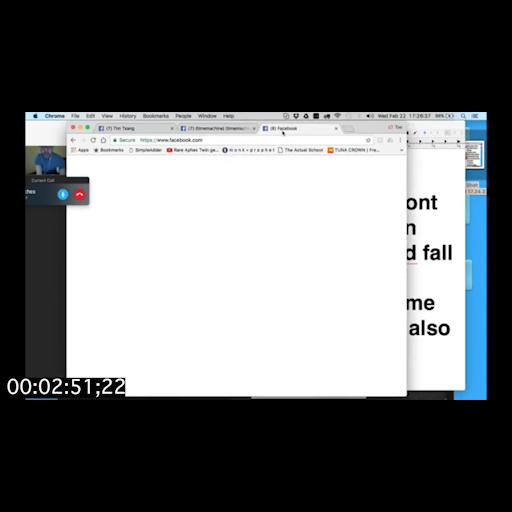 Chrome File Edit View History Bookmarks People Window Help Wed Feb 22 17:26:37 98%
(7) Tim Tsang (7) (timemachine) timemachi (8) Facebook Tim
Secure https://www.facebook.com
Apps Bookmarks SimpleAdder Rare Aphex Twin ge... m o n k + p r o p h e t The Actual School TUNA CROWN | Fre...
Current Call
ches
ont
n
d fall
me
also
00:02:51;22